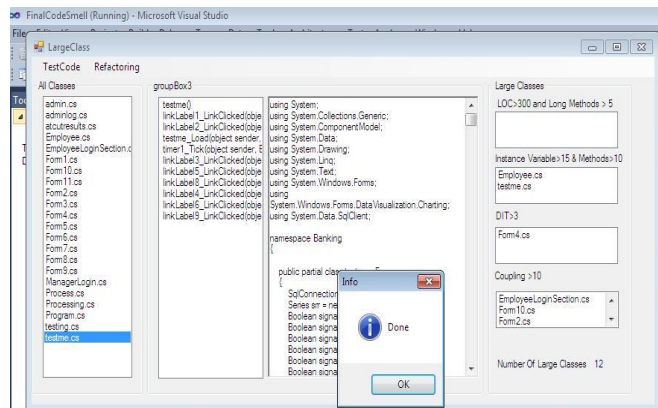 FinalCodeSmell (Running) - Microsoft Visual Studio
File
LargeClass
TestCode Refactoring
All Classes
admin.cs
adminlog.cs
atcutresults.cs
Employee.cs
EmployeeLoginSection.c
Form1.cs
Form10.cs
Form11.cs
Form2.cs
Form3.cs
Form4.cs
Form5.cs
Form6.cs
Form7.cs
Form8.cs
Form9.cs
ManagerLogin.cs
Process.cs
Processing.cs
Program.cs
testing.cs
testme.cs
groupBox3
testme()
linkLabel1_LinkClicked(obje
linkLabel2_LinkClicked(obje
testme_Load(object sender,
timer1_Tick(object sender, E
linkLabel3_LinkClicked(obje
linkLabel5_LinkClicked(obje
linkLabel8_LinkClicked(obje
linkLabel4_LinkClicked(obje
linkLabel6_LinkClicked(obje
linkLabel9_LinkClicked(obje
using System;
using System.Collections.Generic;
using System.ComponentModel;
using System.Data;
using System.Drawing;
using System.Linq;
using System.Text;
using System.Windows.Forms;
using
System.Windows.Forms.DataVisualization.Charting;
using System.Data.SqlClient;
namespace Banking
{
public partial
{
SqlConnection
Series srr = ne
Boolean signa
Boolean signa
Boolean signa
Boolean signa
Boolean signa
Boolean signa
Info
Done
OK
Large Classes
LOC>300 and Long Methods > 5
Instance Variable>15 & Methods>10
Employee.cs
testme.cs
DIT>3
Form4.cs
Coupling >10
EmployeeLoginSection.cs
Form10.cs
Form2.cs
Number Of Large Classes 12